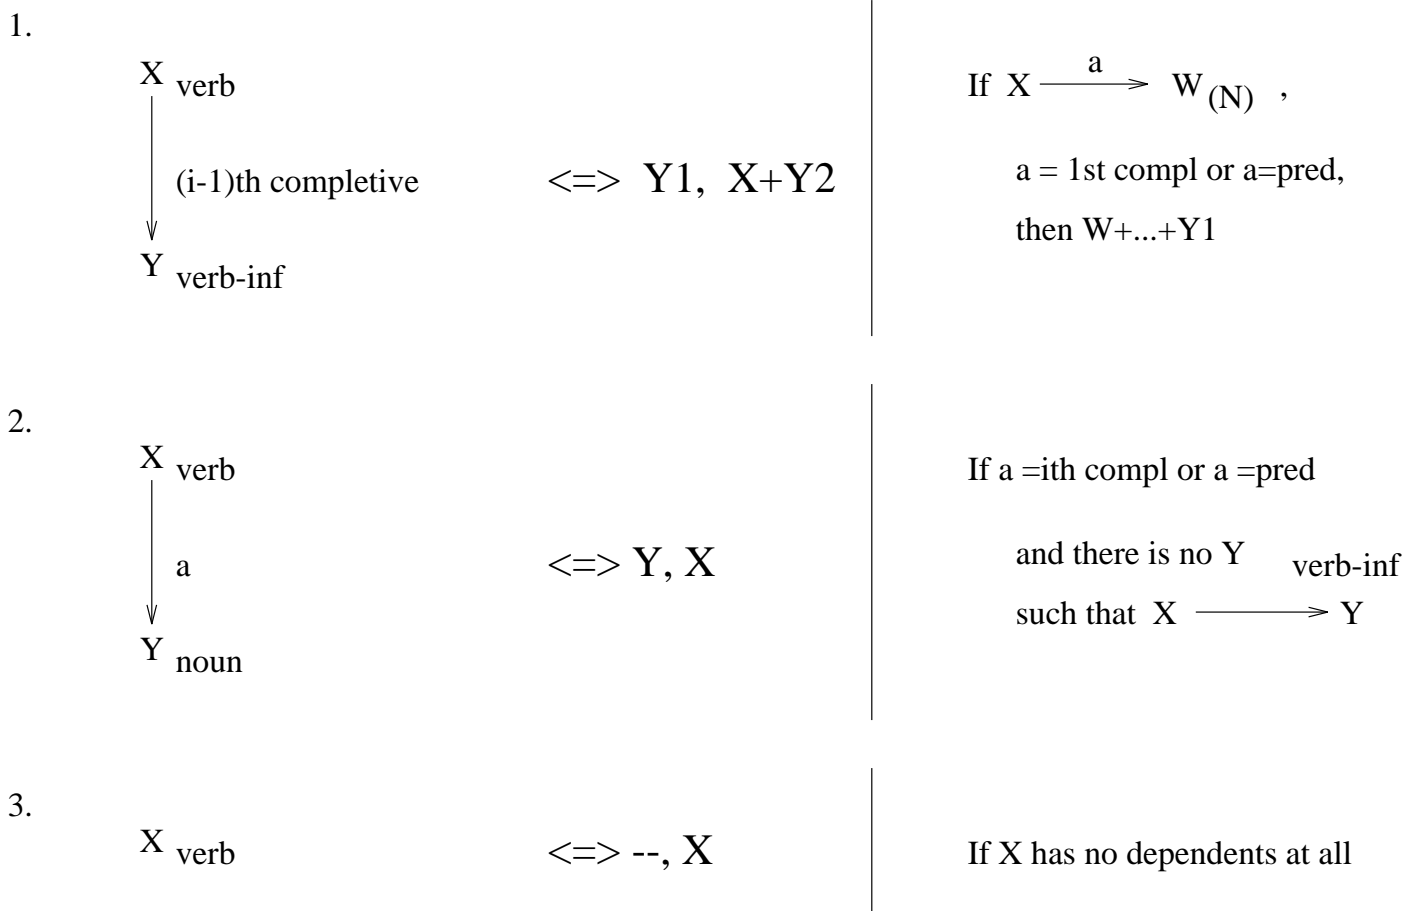 1.
X verb
(i-1)th completive
Y verb-inf
<=> Y1, X+Y2
If X a W (N) ,
a = 1st compl or a=pred,
then W+...+Y1
2.
X verb
a
Y noun
<=> Y, X
If a =ith compl or a =pred
and there is no Y verb-inf
such that X Y
3.
X verb
<=> --, X
If X has no dependents at all